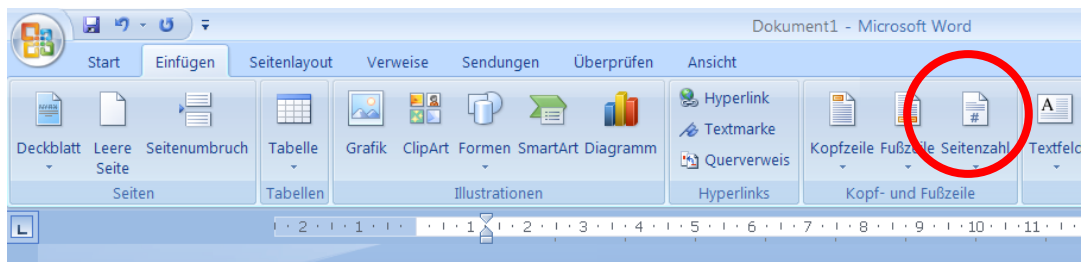 Dokument1 - Microsoft Word
Start Einfügen Seitenlayout Verweise Sendungen Überprüfen Ansicht
Deckblatt Leere Seite Seitenumbruch Tabelle Grafik ClipArt Formen SmartArt Diagramm Hyperlink Textmarke Querverweis Kopfzeile Fußzeile Seitenzahl # A Textfeld
Seiten Tabellen Illustrationen Hyperlinks Kopf- und Fußzeile
L 2 1 1 2 3 4 5 6 7 8 9 10 11